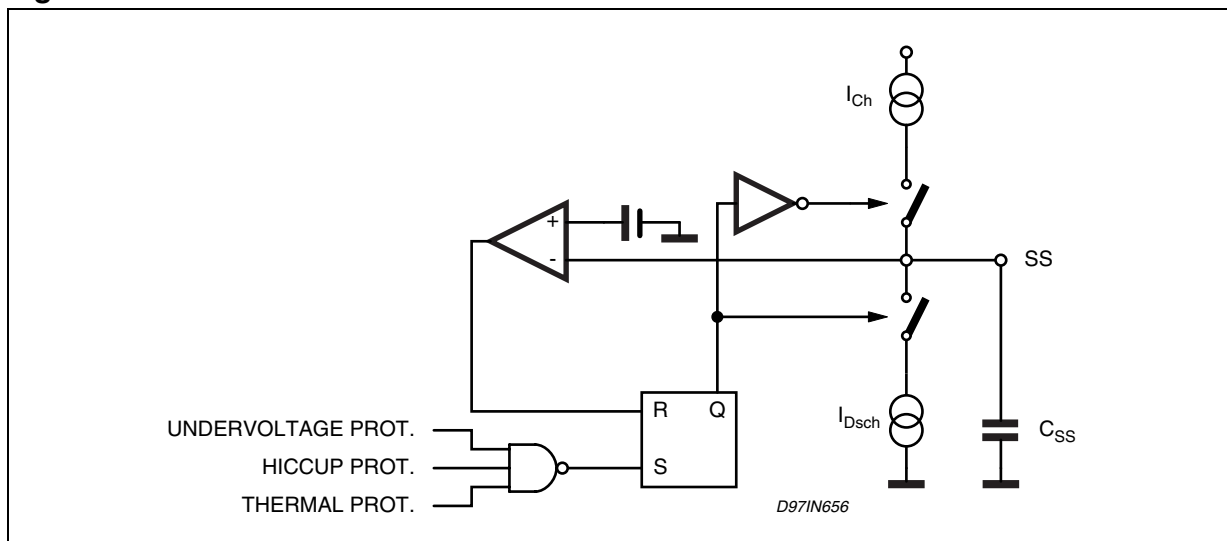 I_Ch
+
-
SS
R Q
I_Dsch
C_SS
UNDERVOLTAGE PROT.
HICCUP PROT.
S
THERMAL PROT.
D97IN656